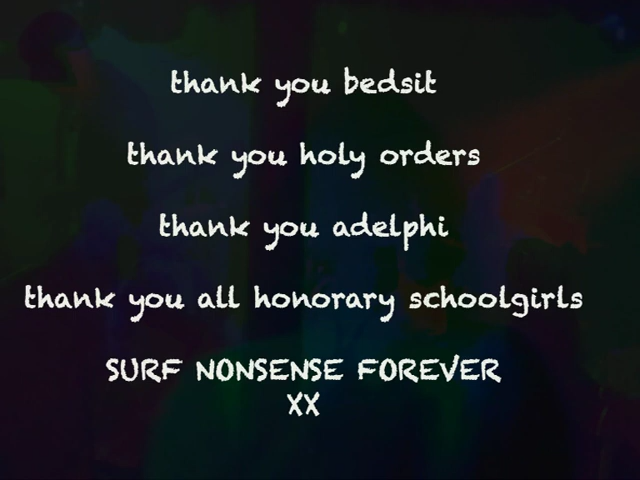 thank you bedsit
thank you holy orders
thank you adelphi
thank you all honorary schoolgirls
SURF NONSENSE FOREVER
XX